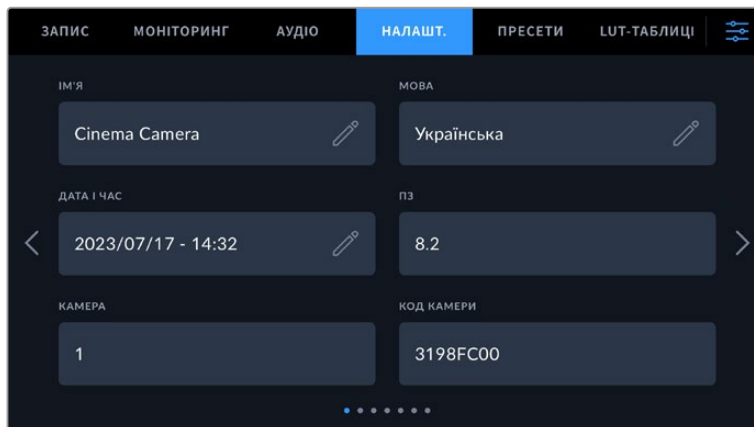 ЗАПИС МОНІТОРИНГ АУДІО НАЛАШТ. ПРЕСЕТИ LUT-ТАБЛИЦІ
ІМ'Я МОВА
Cinema Camera Українська
ДАТА І ЧАС ПЗ
2023/07/17 - 14:32 8.2
КАМЕРА КОД КАМЕРИ
1 3198FC00